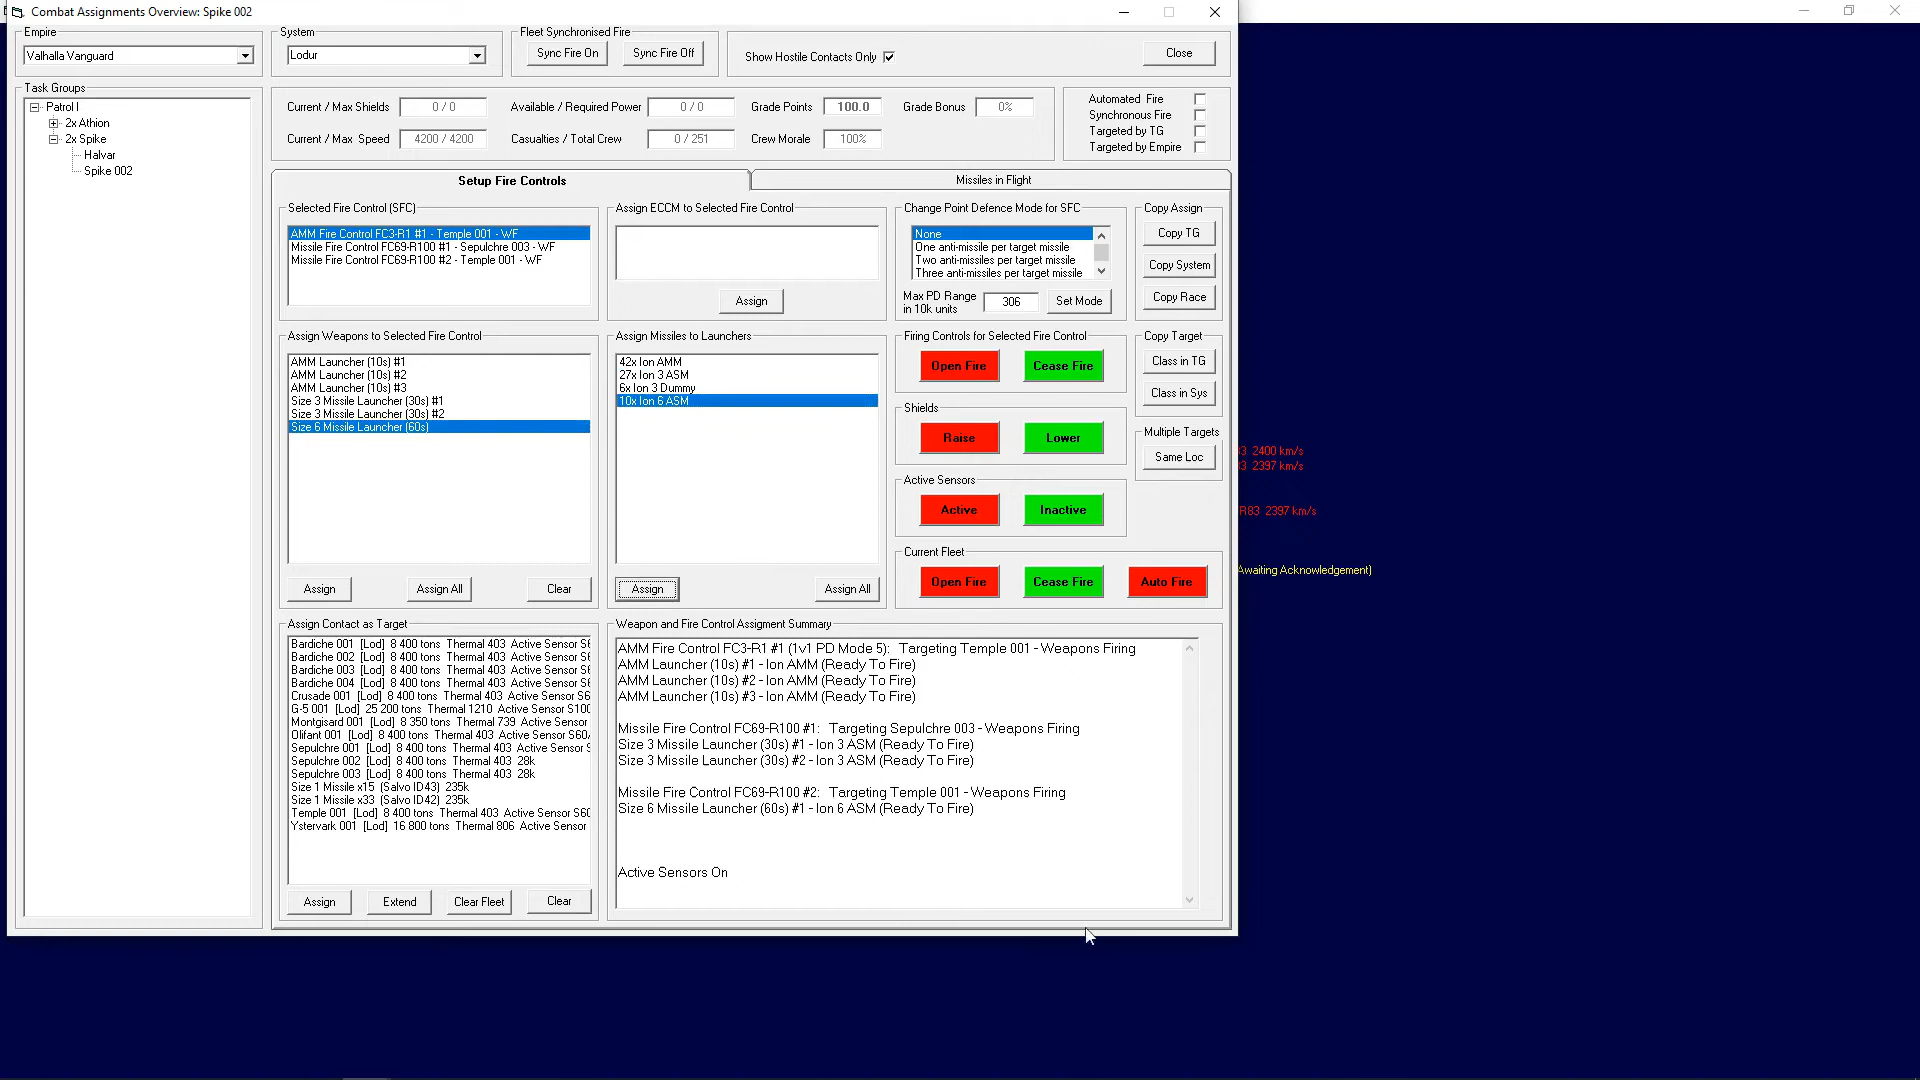 Combat Assignments Overview: Spike 002
Empire
Valhalla Vanguard
System
Lodur
Fleet Synchronised Fire
Sync Fire On
Sync Fire Off
Show Hostile Contacts Only
Close
Task Groups
Patrol I
2x Athion
2x Spike
Halvar
Spike 002
Current / Max Shields
0 / 0
Available / Required Power
0 / 0
Grade Points
100.0
Grade Bonus
0%
Current / Max Speed
4200 / 4200
Casualties / Total Crew
0 / 251
Crew Morale
100%
Automated Fire
Synchronous Fire
Targeted by TG
Targeted by Empire
Setup Fire Controls
Missiles in Flight
Selected Fire Control (SFC)
AMM Fire Control FC3-R1 #1 - Temple 001 - WF
Missile Fire Control FC69-R100 #1 - Sepulchre 003 - WF
Missile Fire Control FC69-R100 #2 - Temple 001 - WF
Assign ECCM to Selected Fire Control
Assign
Change Point Defence Mode for SFC
None
One anti-missile per target missile
Two anti-missiles per target missile
Three anti-missiles per target missile
Max PD Range
in 10k units
306
Set Mode
Copy Assign
Copy TG
Copy System
Copy Race
Assign Weapons to Selected Fire Control
AMM Launcher (10s) #1
AMM Launcher (10s) #2
AMM Launcher (10s) #3
Size 3 Missile Launcher (30s) #1
Size 3 Missile Launcher (30s) #2
Size 6 Missile Launcher (60s)
Assign
Assign All
Clear
Assign Missiles to Launchers
42x Ion AMM
27x Ion 3 ASM
6x Ion 3 Dummy
10x Ion 6 ASM
Assign
Assign All
Firing Controls for Selected Fire Control
Open Fire
Cease Fire
Shields
Raise
Lower
Active Sensors
Active
Inactive
Current Fleet
Open Fire
Cease Fire
Auto Fire
Copy Target
Class in TG
Class in Sys
Multiple Targets
Same Loc
Assign Contact as Target
Bardiche 001 [Lod] 8 400 tons Thermal 403 Active Sensor S6
Bardiche 002 [Lod] 8 400 tons Thermal 403 Active Sensor S6
Bardiche 003 [Lod] 8 400 tons Thermal 403 Active Sensor S6
Bardiche 004 [Lod] 8 400 tons Thermal 403 Active Sensor S6
Crusade 001 [Lod] 8 400 tons Thermal 403 Active Sensor S6
G-5 001 [Lod] 25 200 tons Thermal 1210 Active Sensor S100
Montgisard 001 [Lod] 8 350 tons Thermal 739 Active Sensor
Olifant 001 [Lod] 8 400 tons Thermal 403 Active Sensor S60
Sepulchre 001 [Lod] 8 400 tons Thermal 403 Active Sensor S
Sepulchre 002 [Lod] 8 400 tons Thermal 403 28k
Sepulchre 003 [Lod] 8 400 tons Thermal 403 28k
Size 1 Missile x15 (Salvo ID43) 235k
Size 1 Missile x33 (Salvo ID42) 235k
Temple 001 [Lod] 8 400 tons Thermal 403 Active Sensor S60
Ystervark 001 [Lod] 16 800 tons Thermal 806 Active Sensor
Assign
Extend
Clear Fleet
Clear
Weapon and Fire Control Assigment Summary
AMM Fire Control FC3-R1 #1 (1v1 PD Mode 5): Targeting Temple 001 - Weapons Firing
AMM Launcher (10s) #1 - Ion AMM (Ready To Fire)
AMM Launcher (10s) #2 - Ion AMM (Ready To Fire)
AMM Launcher (10s) #3 - Ion AMM (Ready To Fire)
Missile Fire Control FC69-R100 #1: Targeting Sepulchre 003 - Weapons Firing
Size 3 Missile Launcher (30s) #1 - Ion 3 ASM (Ready To Fire)
Size 3 Missile Launcher (30s) #2 - Ion 3 ASM (Ready To Fire)
Missile Fire Control FC69-R100 #2: Targeting Temple 001 - Weapons Firing
Size 6 Missile Launcher (60s) #1 - Ion 6 ASM (Ready To Fire)
Active Sensors On
3 2400 km/s
3 2397 km/s
R83 2397 km/s
Awaiting Acknowledgement)